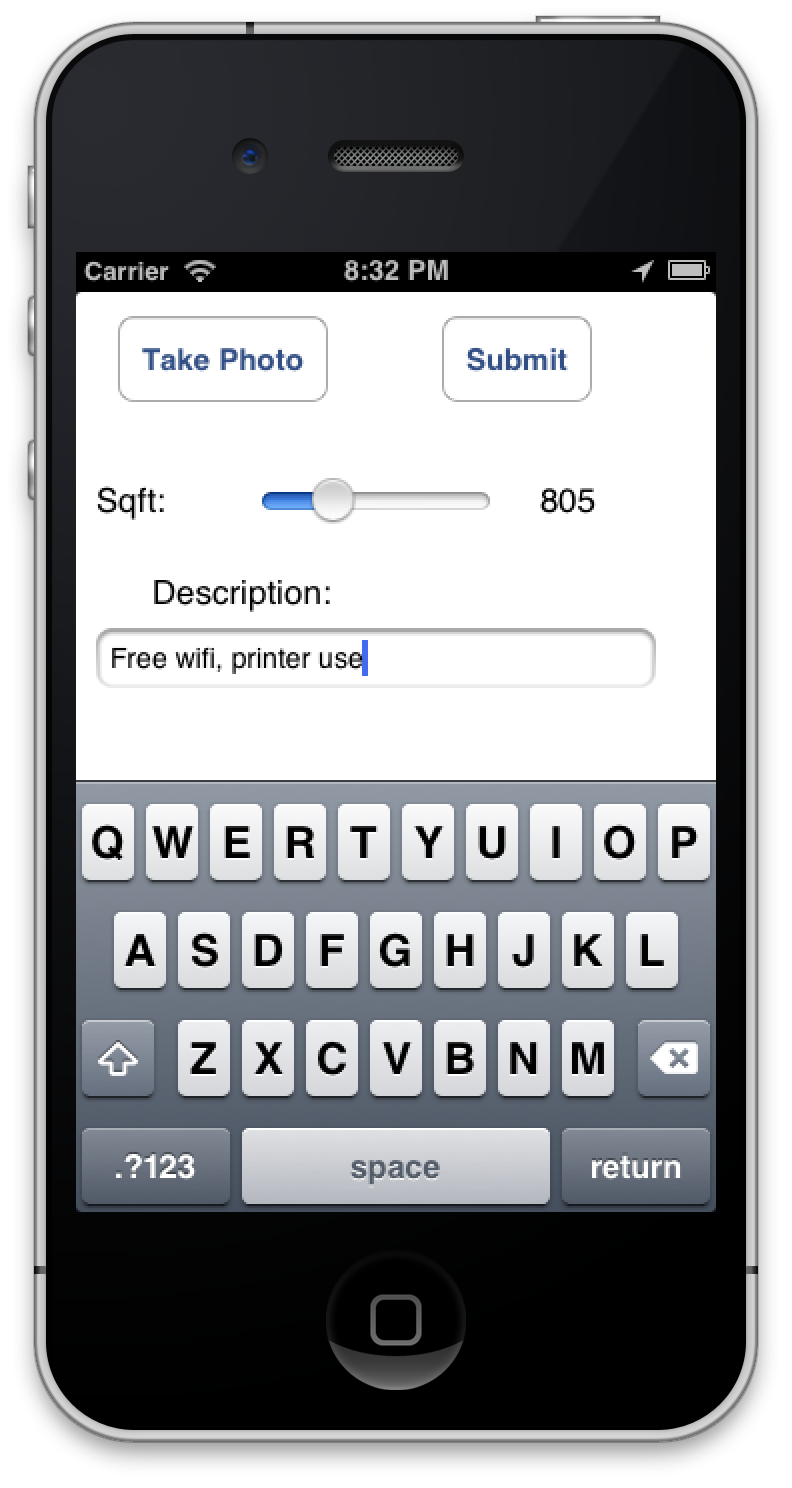 Carrier 8:32 PM
Take Photo Submit
Sqft: 805
Description:
Free wifi, printer use
Q W E R T Y U I O P
A S D F G H J K L
Z X C V B N M
.?123 space return